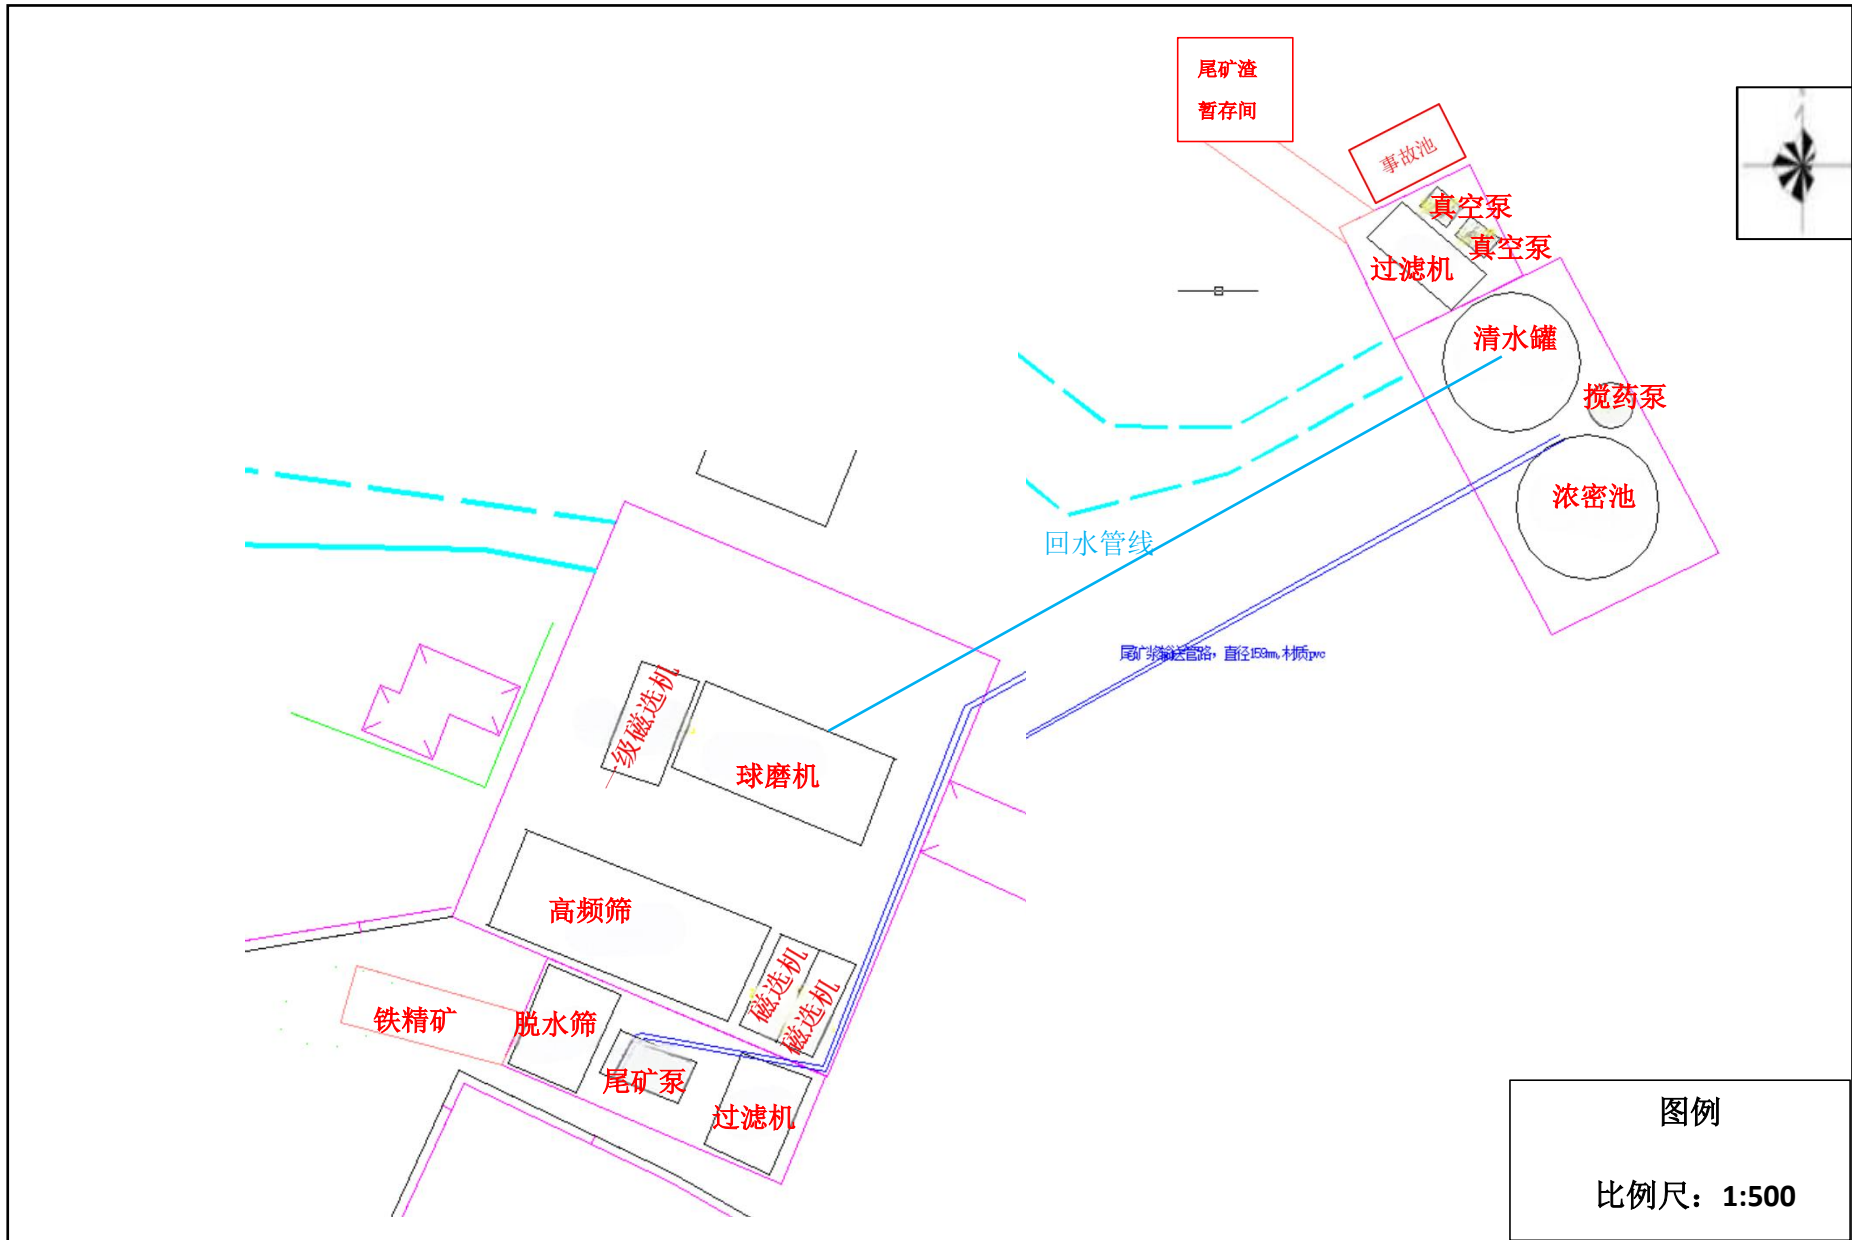 尾矿渣
暂存间
事故池
真空泵
真空泵
过滤机
清水罐
搅药泵
浓密池
回水管线
尾矿浆输送管路，直径159mm,材质pvc
一级磁选机
球磨机
高频筛
磁选机
磁选机
铁精矿
脱水筛
尾矿泵
过滤机
图例
比例尺：1:500